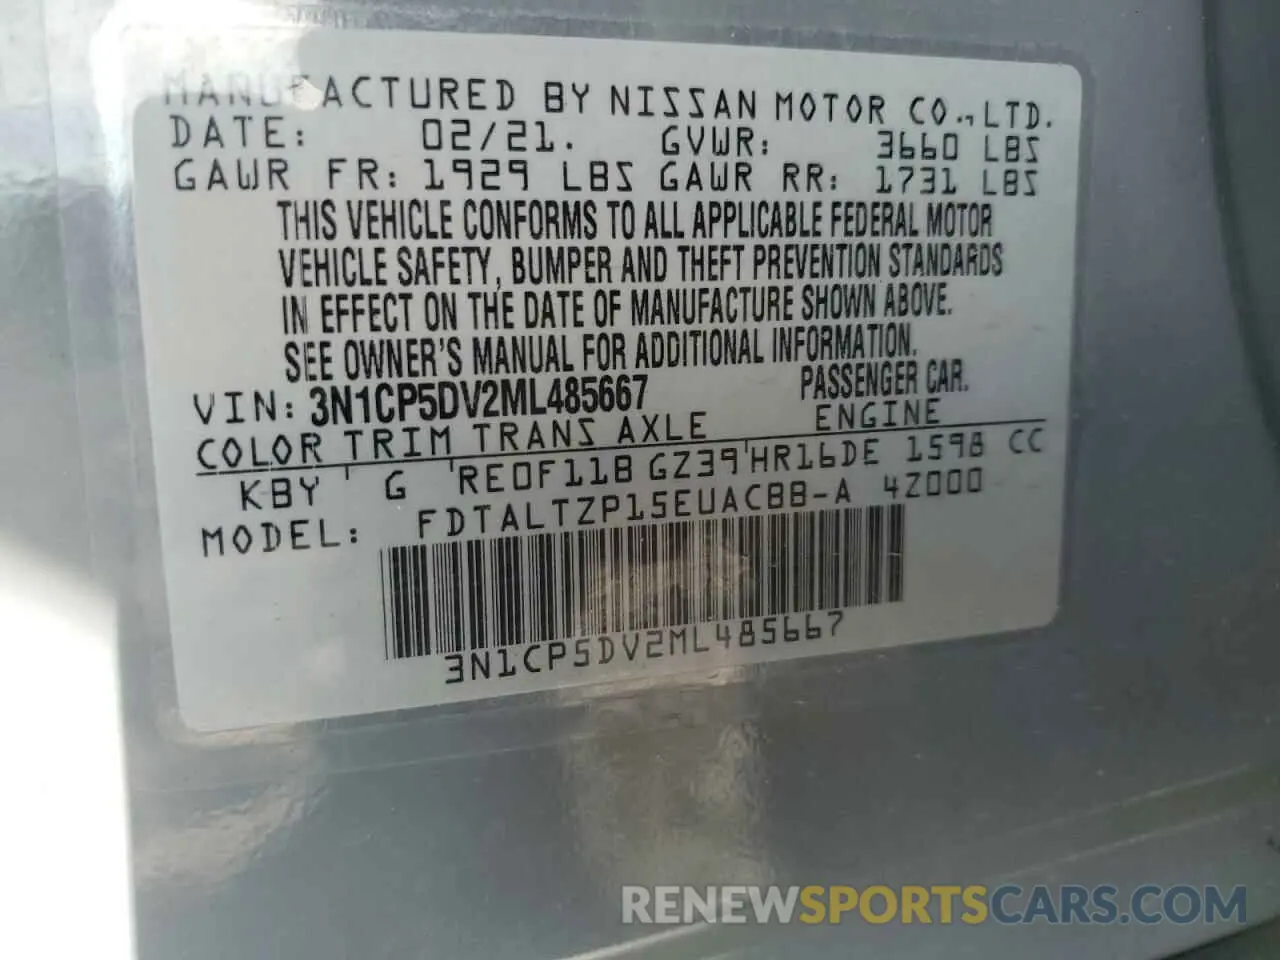 MANUFACTURED BY NISSAN MOTOR CO., LTD.
DATE: 02/21. GVWR: 3660 LBS
GAWR FR: 1929 LBS GAWR RR: 1731 LBS
THIS VEHICLE CONFORMS TO ALL APPLICABLE FEDERAL MOTOR
VEHICLE SAFETY, BUMPER AND THEFT PREVENTION STANDARDS
IN EFFECT ON THE DATE OF MANUFACTURE SHOWN ABOVE.
SEE OWNER'S MANUAL FOR ADDITIONAL INFORMATION.
VIN: 3N1CP5DV2ML485667 PASSENGER CAR.
COLOR TRIM TRANS AXLE ENGINE
KBY G RE0F11B GZ39 HR16DE 1598 CC
MODEL: FDTALTZP15EUACBB-A 4Z000
3N1CP5DV2ML485667
RENEWSPORTSCARS.COM